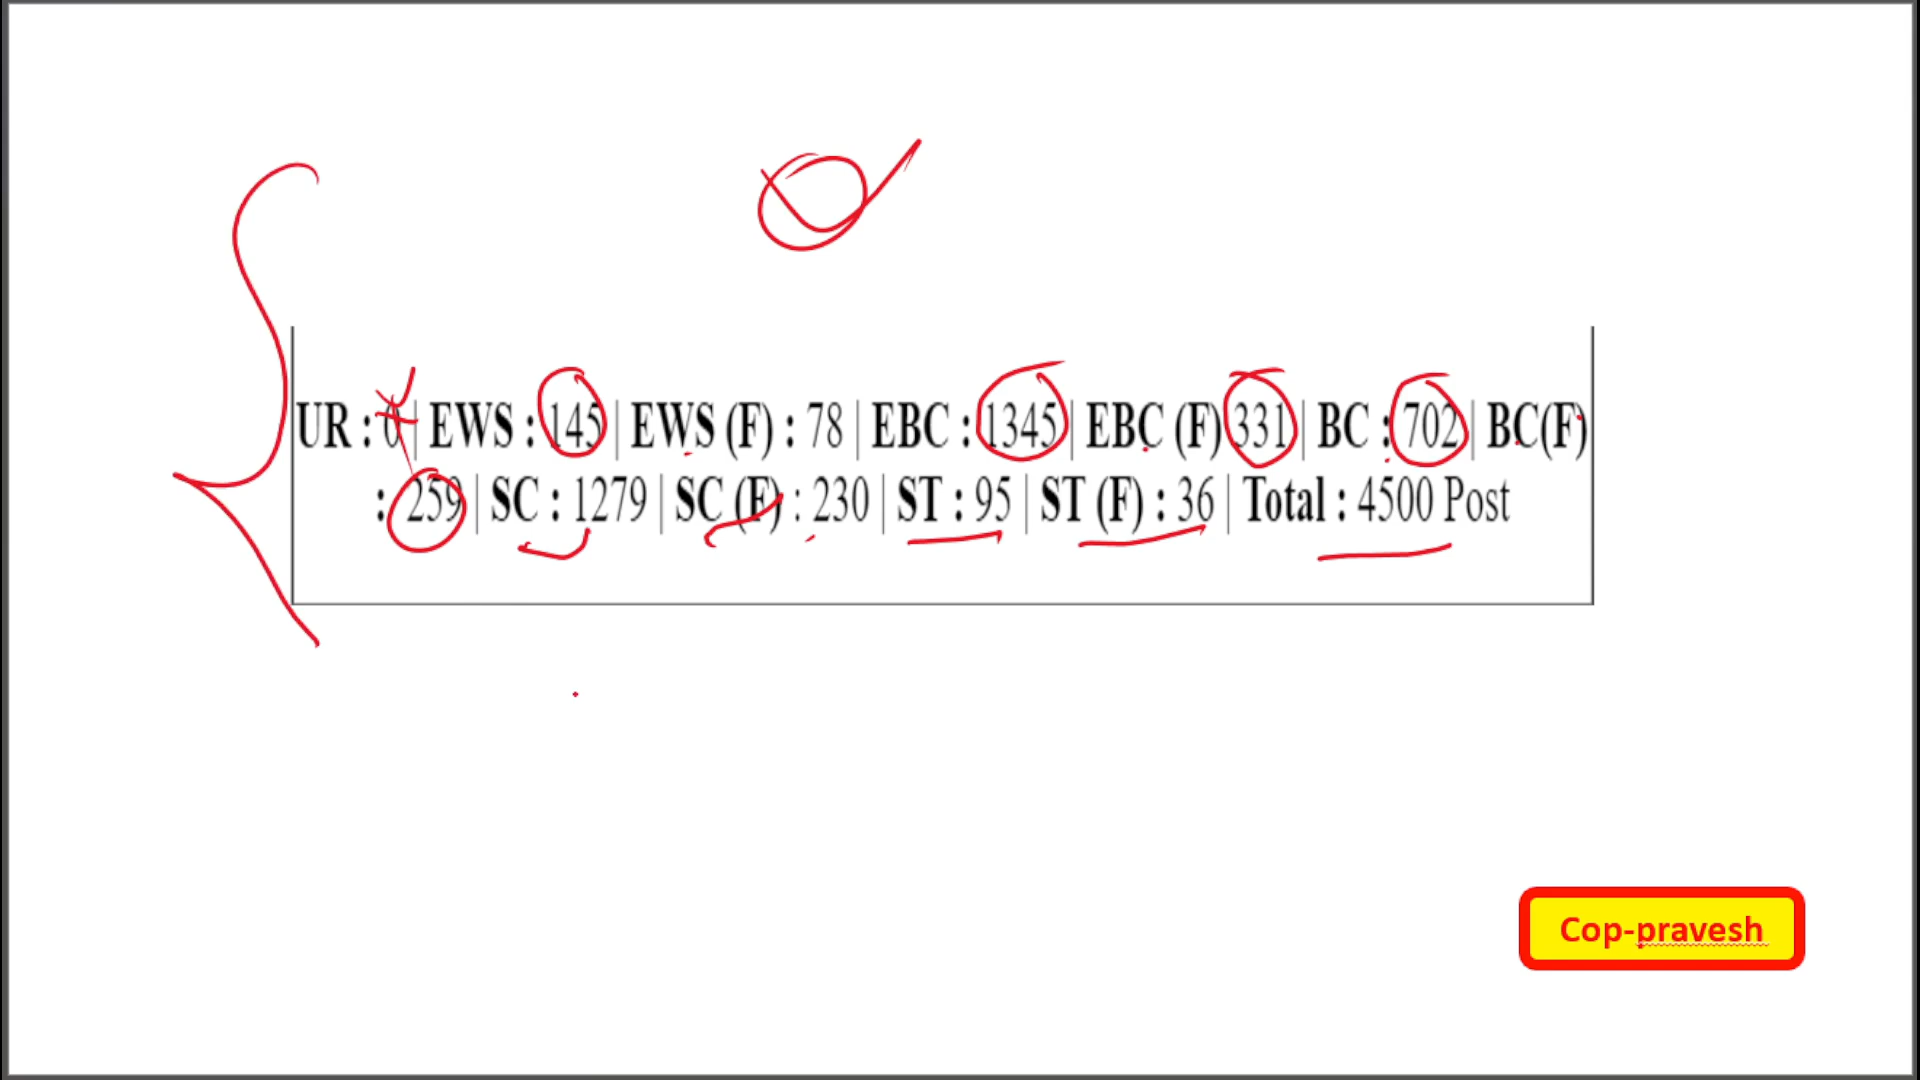 UR : 0 | EWS : 145 | EWS (F) : 78 | EBC : 1345 | EBC (F) 331 | BC : 702 | BC(F)
: 259 | SC : 1279 | SC (F) : 230 | ST : 95 | ST (F) : 36 | Total : 4500 Post
Cop-pravesh